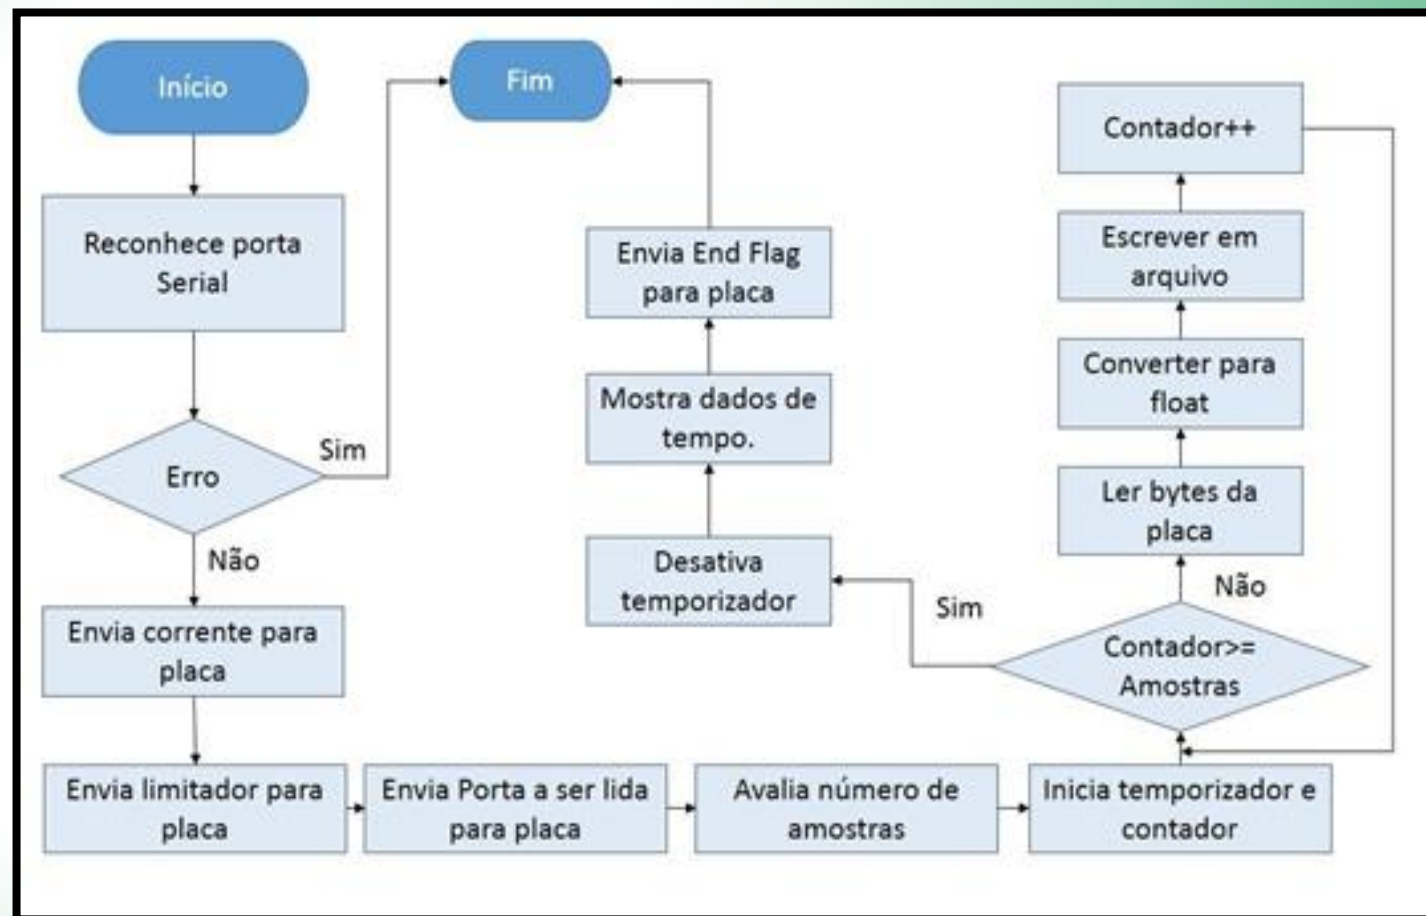 Início
Reconhece porta
Serial
Erro
Sim
Não
Envia corrente para
placa
Envia limitador para
placa
Envia Porta a ser lida
para placa
Avalia número de
amostras
Inicia temporizador e
contador
Contador>=
Amostras
Não
Ler bytes da
placa
Converter para
float
Escrever em
arquivo
Contador++
Sim
Desativa
temporizador
Mostra dados de
tempo.
Envia End Flag
para placa
Fim